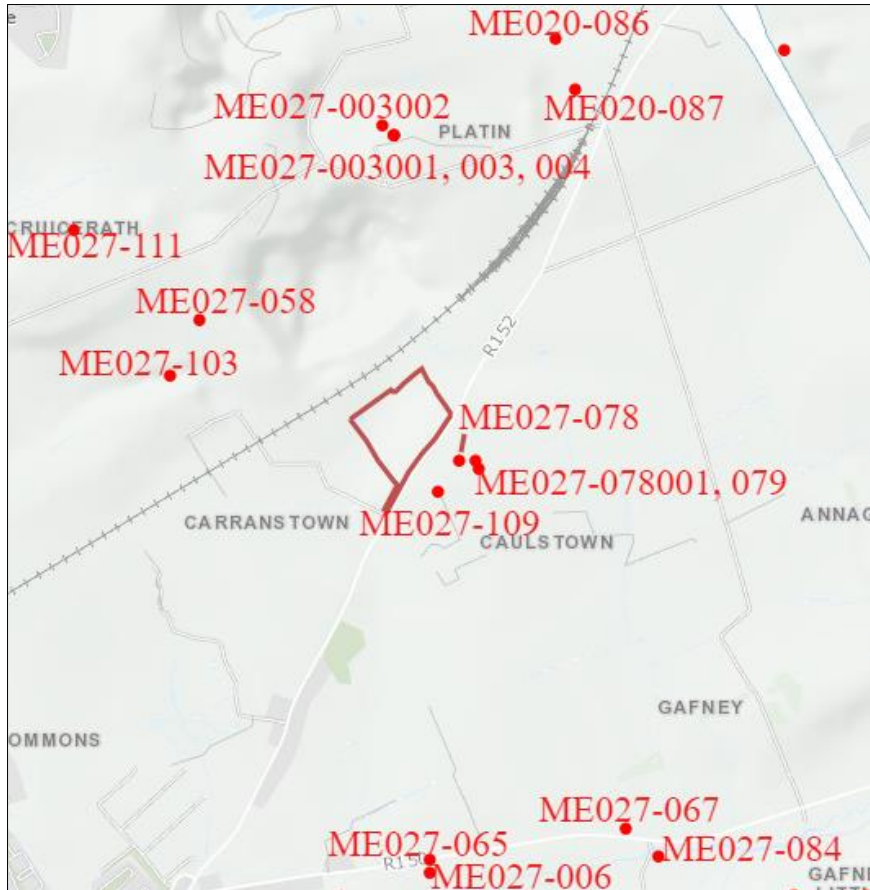 e
ME020-086
ME027-003002
ME020-087
PLATIN
ME027-003001, 003, 004
CRUICERATH
ME027-111
ME027-058
R152
ME027-103
ME027-078
ME027-078001, 079
CARRANSTOWN
ME027-109
ANNAG
CAULSTOWN
GAFNEY
OMMONS
ME027-067
ME027-065
R150
ME027-084
ME027-006
GAFN